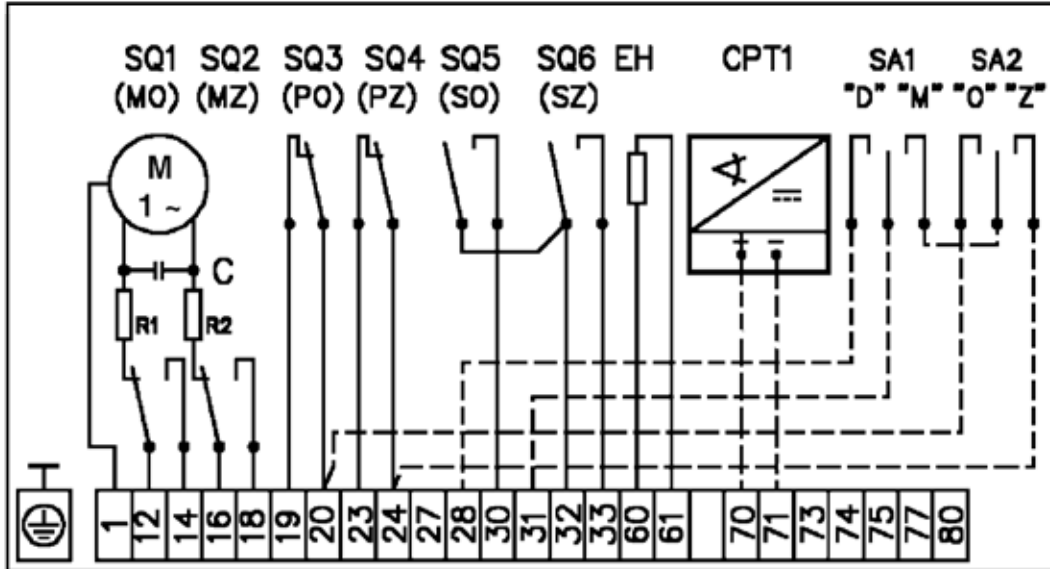 SQ1 SQ2 SQ3 SQ4 SQ5 SQ6 EH CPT1 SA1 SA2
(MO) (MZ) (PO) (PZ) (SO) (SZ) "D" "M" "O" "Z"
M
1 ~
C
R1 R2
+ −
1 12 14 16 18 19 20 23 24 27 28 30 31 32 33 60 61 70 71 73 74 75 77 80